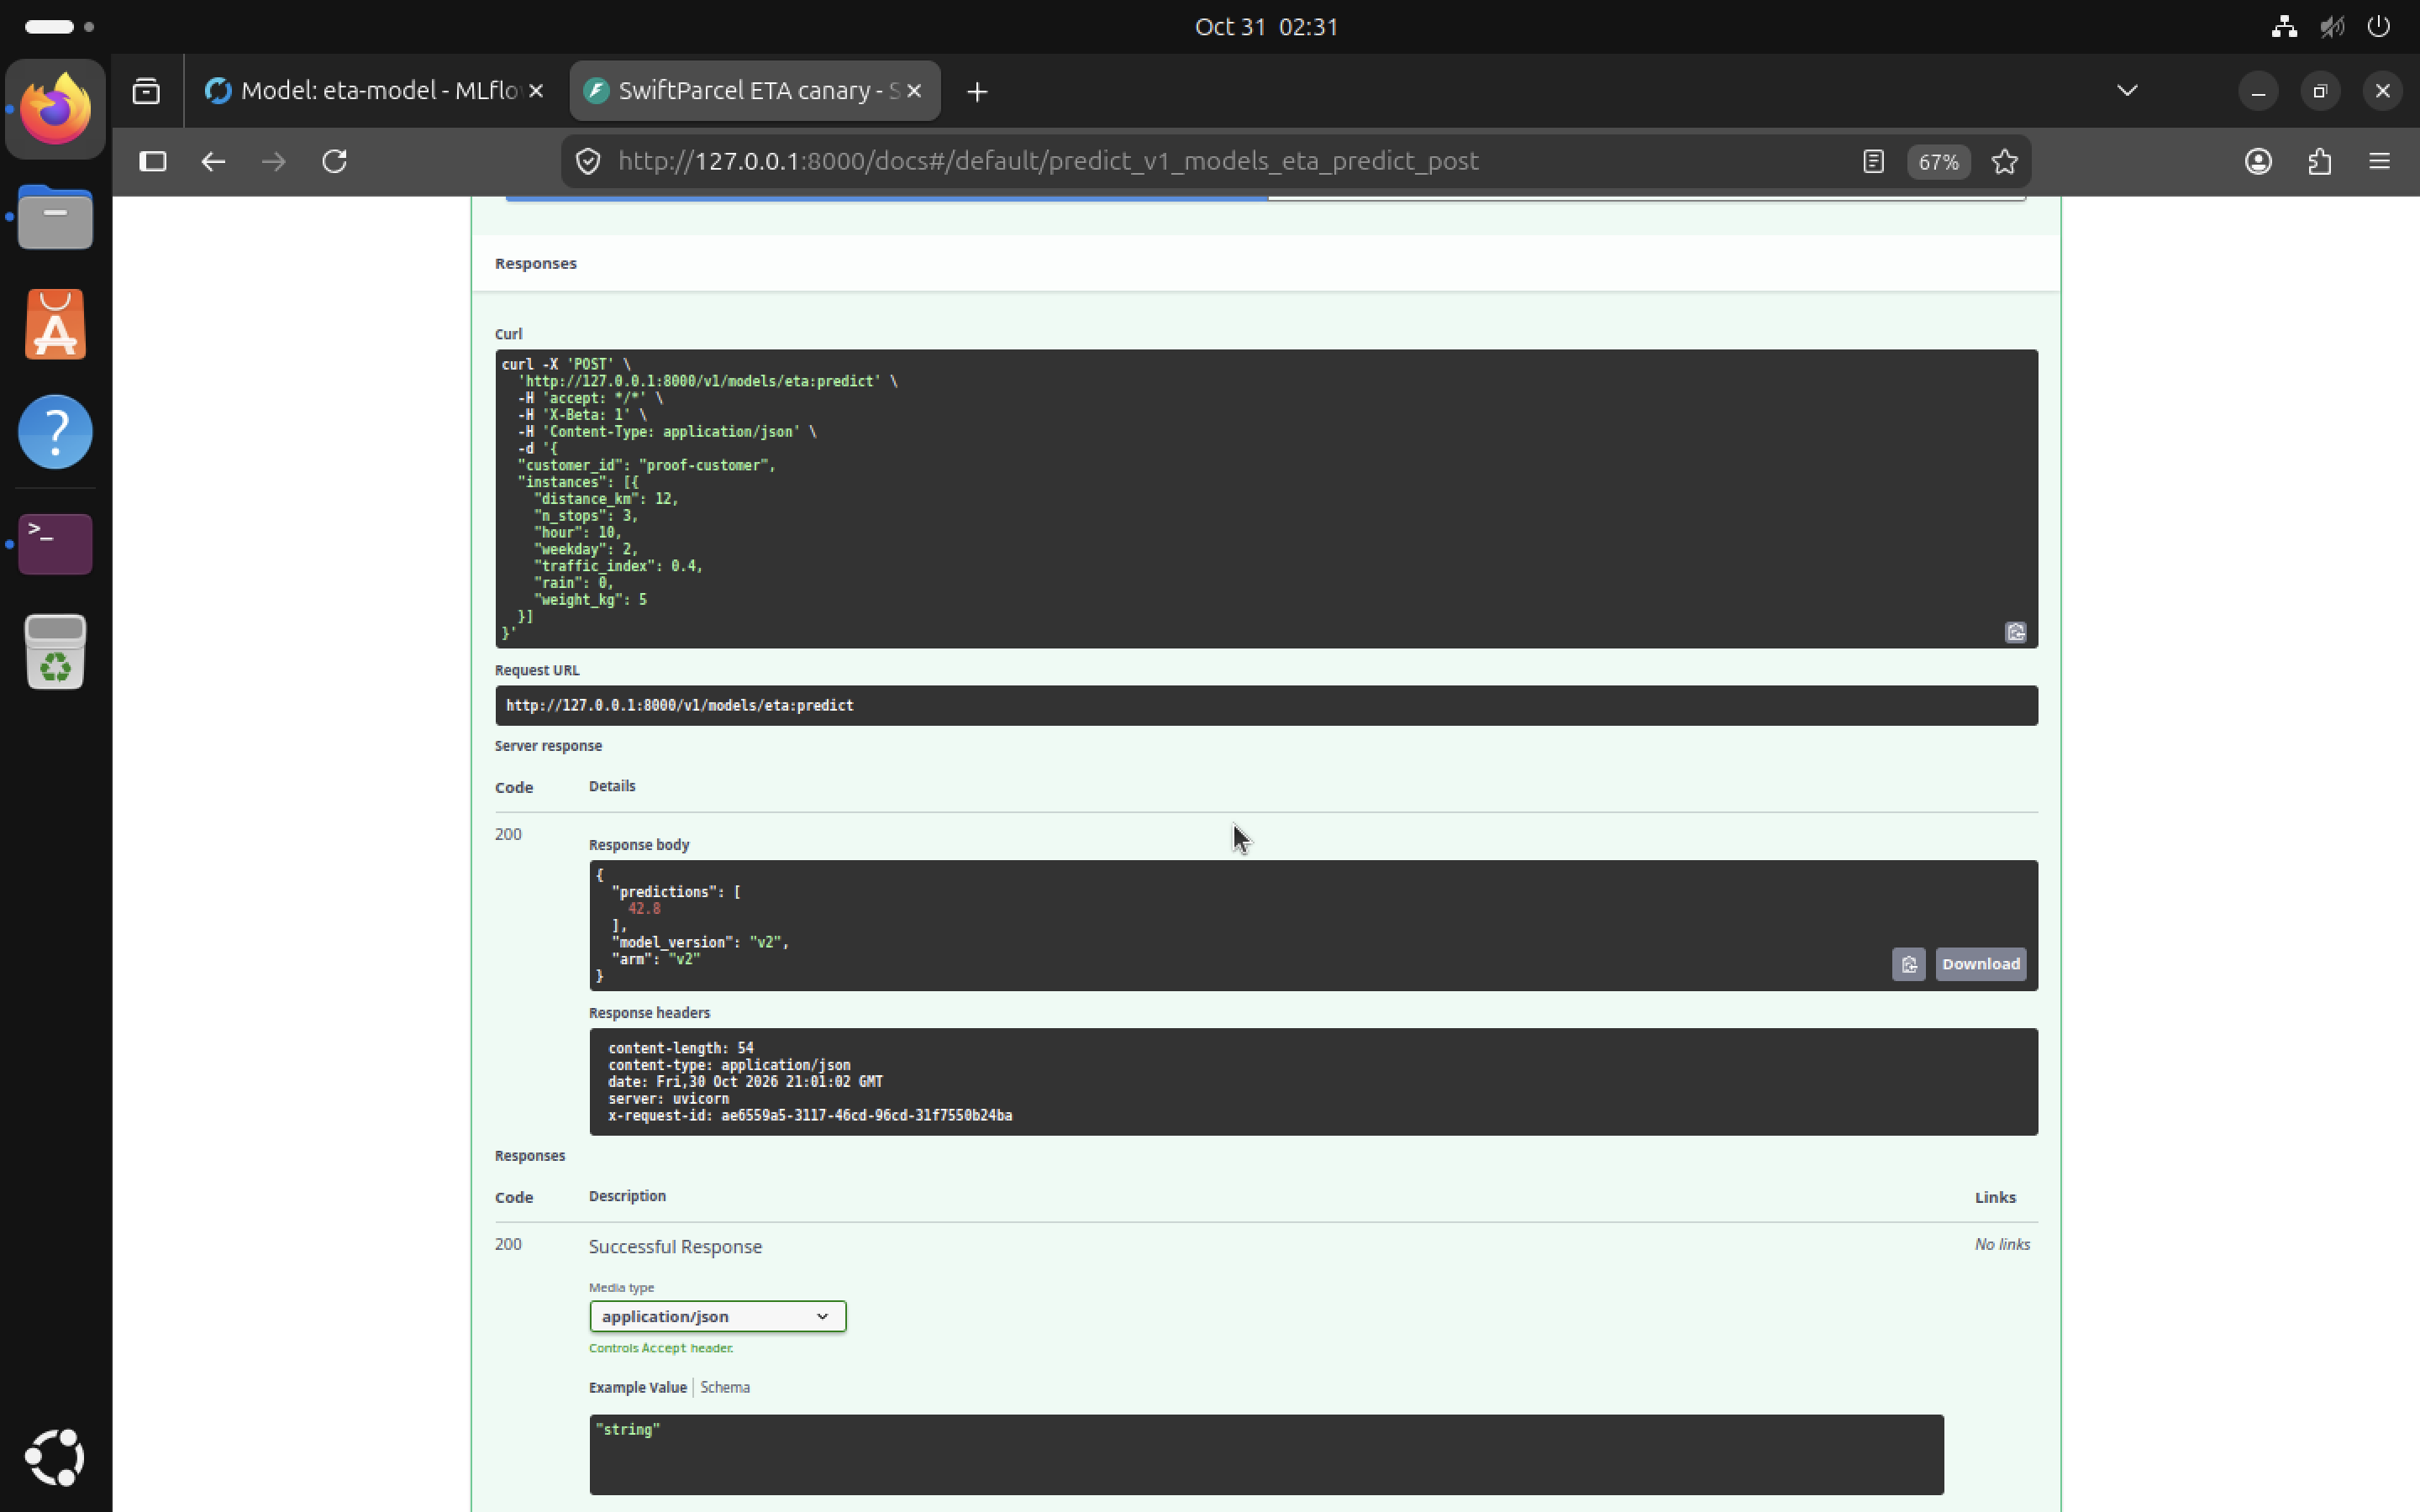 Oct 31 02:31
Model: eta-model - MLflo
SwiftParcel ETA canary - S
http://127.0.0.1:8000/docs#/default/predict_v1_models_eta_predict_post
67%
Responses
Curl
curl -X 'POST' \
'http://127.0.0.1:8000/v1/models/eta:predict' \
-H 'accept: */*' \
-H 'X-Beta: 1' \
-H 'Content-Type: application/json' \
-d '{
"customer_id": "proof-customer",
"instances": [{
"distance_km": 12,
"n_stops": 3,
"hour": 10,
"weekday": 2,
"traffic_index": 0.4,
"rain": 0,
"weight_kg": 5
}]
}'
Request URL
http://127.0.0.1:8000/v1/models/eta:predict
Server response
Code Details
200
Response body
{
"predictions": [
42.8
],
"model_version": "v2",
"arm": "v2"
}
Download
Response headers
content-length: 54
content-type: application/json
date: Fri,30 Oct 2026 21:01:02 GMT
server: uvicorn
x-request-id: ae6559a5-3117-46cd-96cd-31f7550b24ba
Responses
Code Description Links
200 Successful Response No links
Media type
application/json
Controls Accept header.
Example Value Schema
"string"